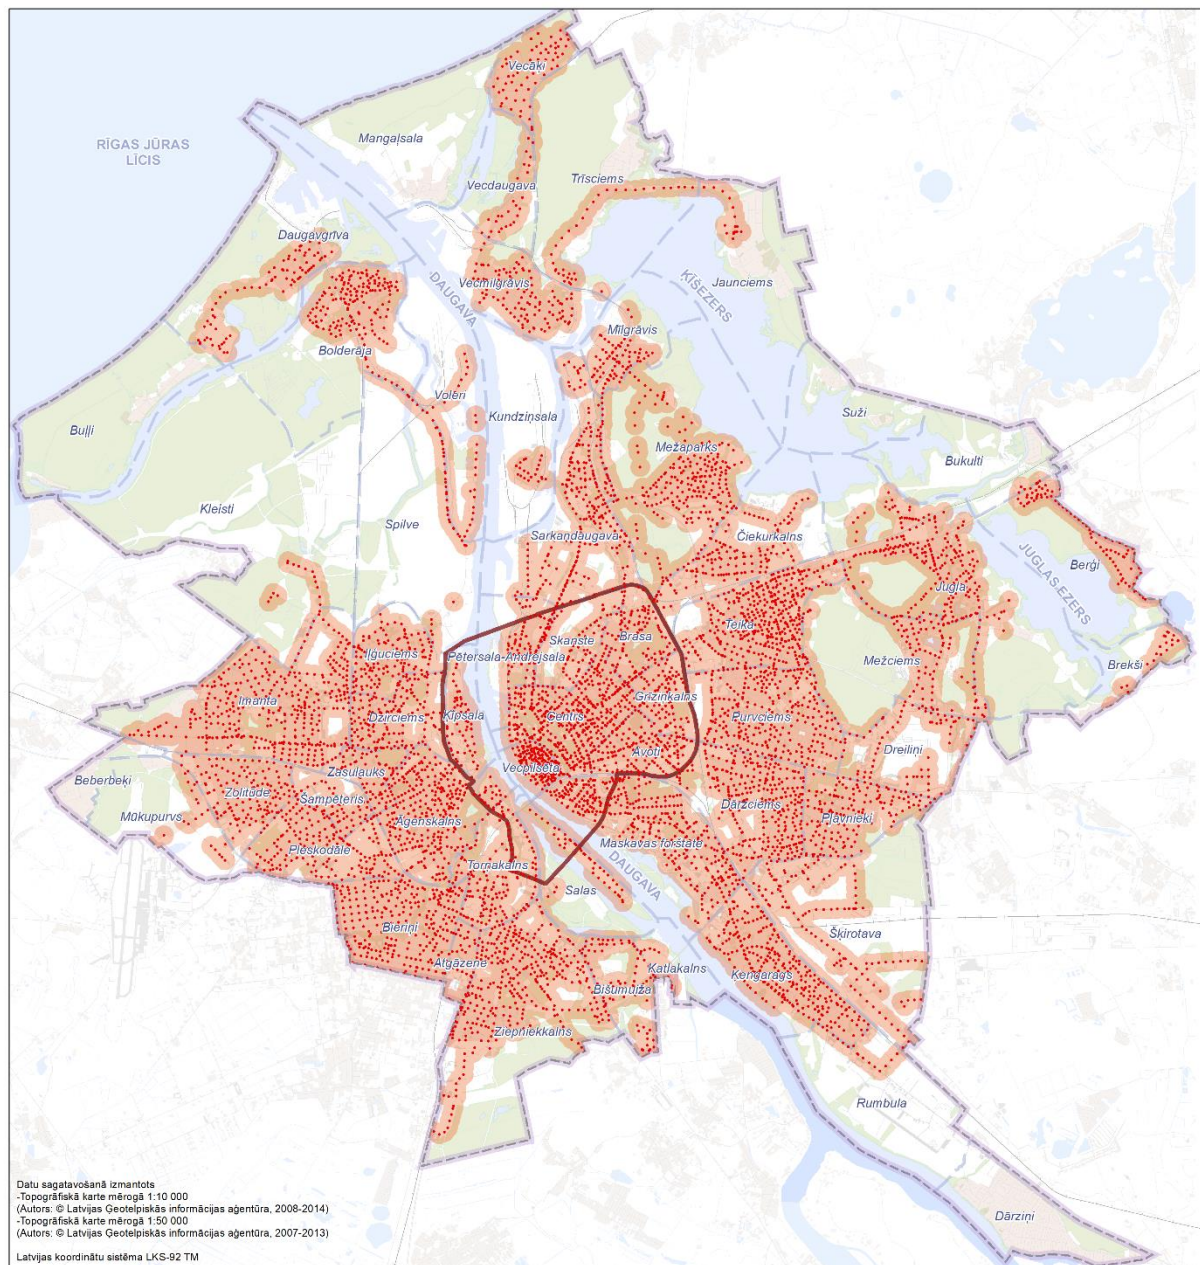 Vecāķi
RĪGAS JŪRAS
LĪCIS
Mangaļsala
Vecdaugava
Trīsciems
Daugavgrīva
DAUGAVA
Vecmīlgrāvis
ĶĪŠEZERS
Jaunciems
Mīlgrāvis
Bolderāja
Voleri
Kundziņsala
Suži
Buļļi
Mežaparks
Bukulti
Kleisti
Spilve
Sarkandaugava
Čiekurkalns
JUGLAS EZERS
Berģi
Jugla
Teika
Skanste
Brasa
Iļģuciems
Pētersala-Andrejsala
Mežciems
Brekši
Imanta
Grīziņkalns
Dzirciems
Ķīpsala
Centrs
Purvciems
Avoti
Dreiliņi
Zasulauks
Vecpilsēta
Beberbeķi
Zolitūde
Šampēteris
Dārzciems
Mūkupurvs
Āgenskalns
Pļavnieki
Pleskodāle
Maskavas forštate
Torņakalns
DAUGAVA
Salas
Bieriņi
Šķirotava
Atgāzene
Katlakalns
Ķengarags
Bišumuiža
Ziepniekkalns
Rumbula
Dārziņi
Datu sagatavošanā izmantots
-Topogrāfiskā karte mērogā 1:10 000
(Autors: © Latvijas Ģeotelpiskās informācijas aģentūra, 2008-2014)
-Topogrāfiskā karte mērogā 1:50 000
(Autors: © Latvijas Ģeotelpiskās informācijas aģentūra, 2007-2013)
Latvijas koordinātu sistēma LKS-92 TM